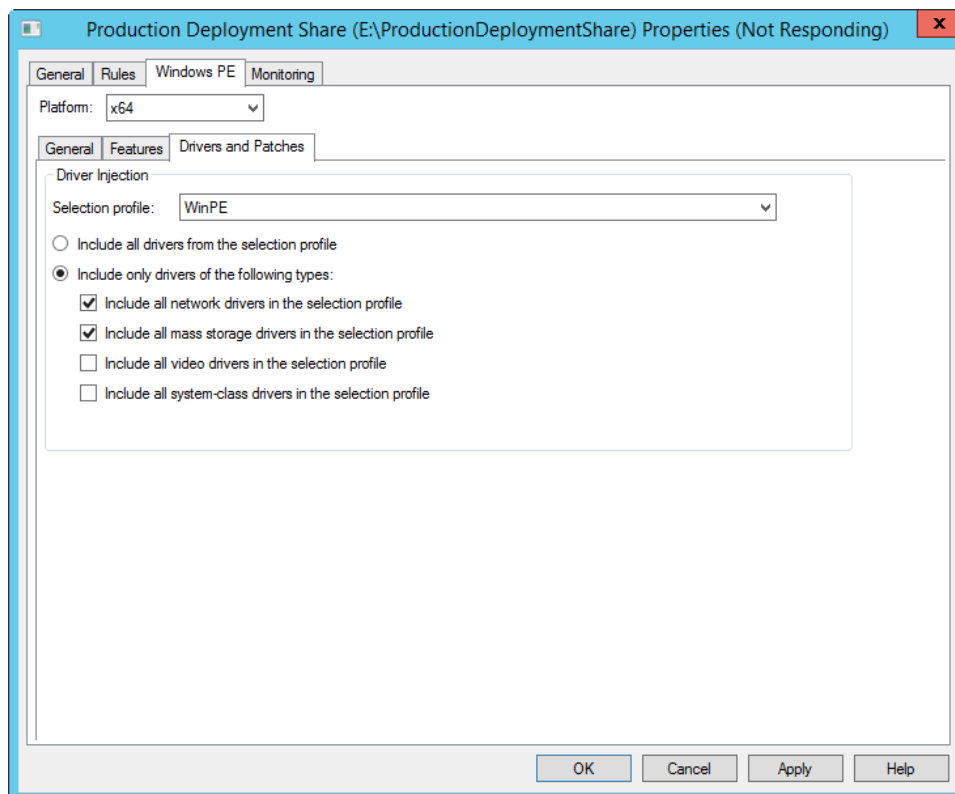 Production Deployment Share (E:\ProductionDeploymentShare) Properties (Not Responding)
x
General Rules Windows PE Monitoring
Platform: x64
General Features Drivers and Patches
Driver Injection
Selection profile: WinPE
Include all drivers from the selection profile
Include only drivers of the following types:
Include all network drivers in the selection profile
Include all mass storage drivers in the selection profile
Include all video drivers in the selection profile
Include all system-class drivers in the selection profile
OK Cancel Apply Help